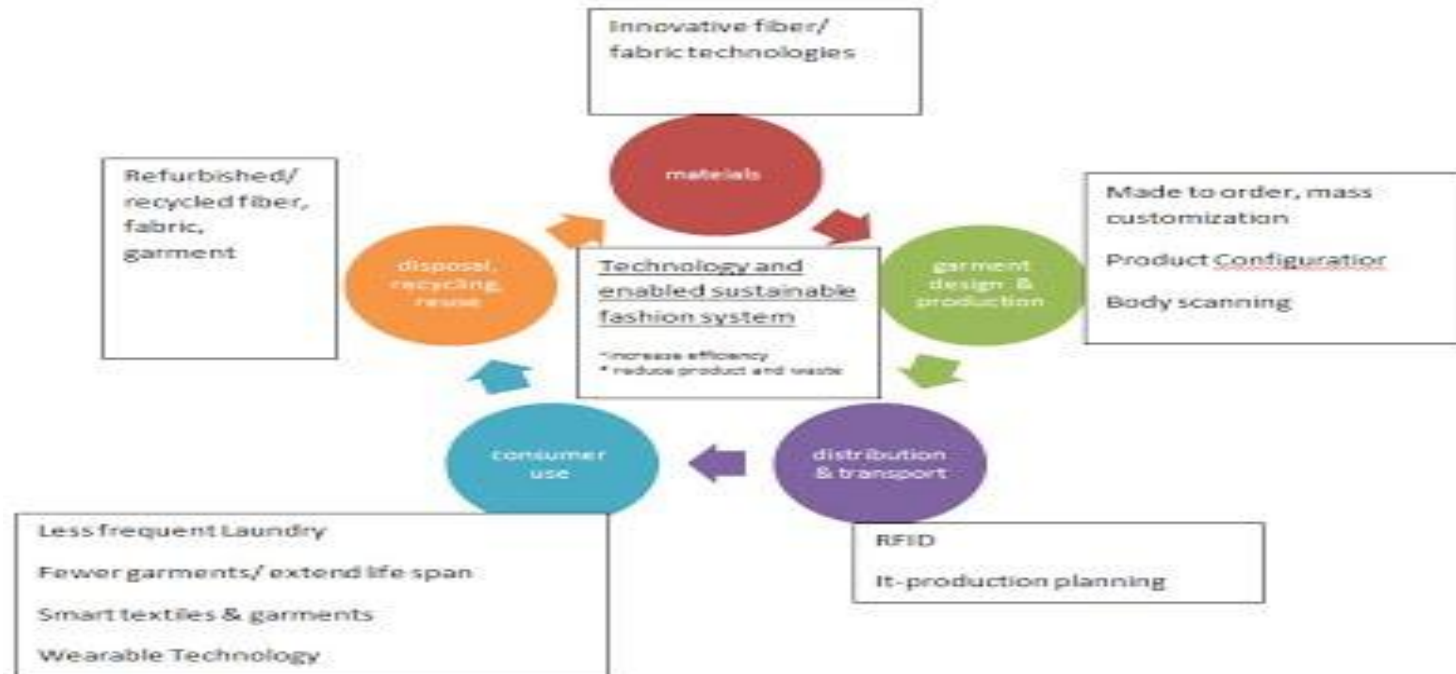 Innovative fiber/
fabric technologies
mateials
Refurbished/
recycled fiber,
fabric,
garment
Made to order, mass
customization
Product Configuratior
Body scanning
disposal,
recycling,
reuse
Technology and
enabled sustainable
fashion system
*increase efficiency
* reduce product and waste
garment
design &
production
consumer
use
distribution
& transport
Less frequent Laundry
Fewer garments/ extend life span
Smart textiles & garments
Wearable Technology
RFID
It-production planning